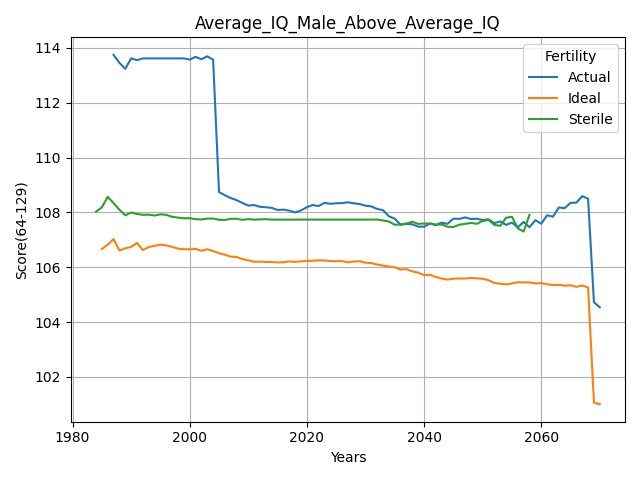 Average_IQ_Male_Above_Average_IQ
114
112
110
108
106
104
102
Score(64-129)
Fertility
Actual
Ideal
Sterile
1980
2000
2020
2040
2060
Years